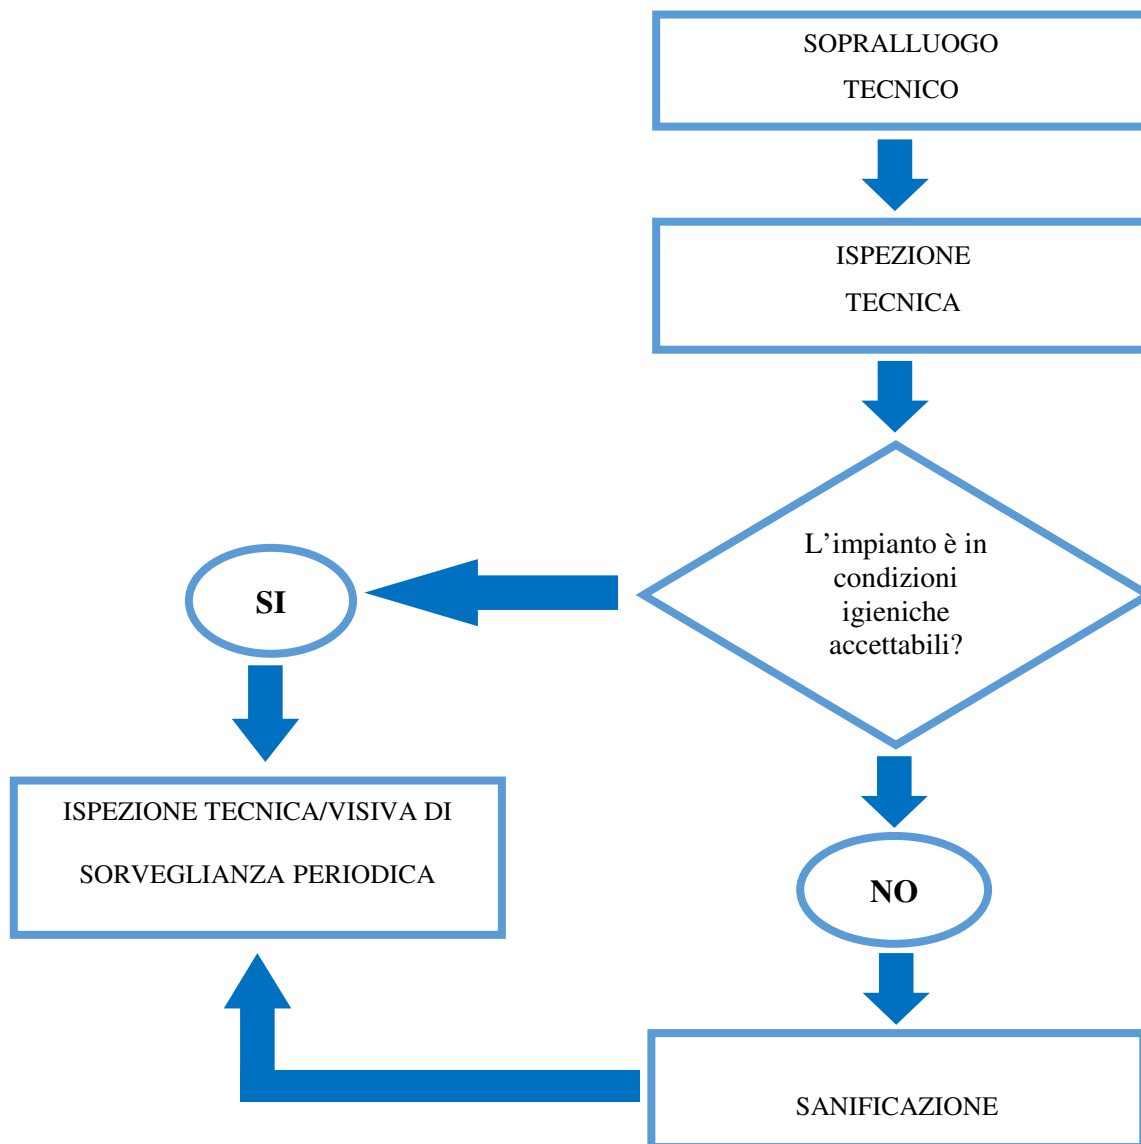 SOPRALLUOGO
TECNICO
ISPEZIONE
TECNICA
L’impianto è in
condizioni
igieniche
accettabili?
SI
ISPEZIONE TECNICA/VISIVA DI
SORVEGLIANZA PERIODICA
NO
SANIFICAZIONE